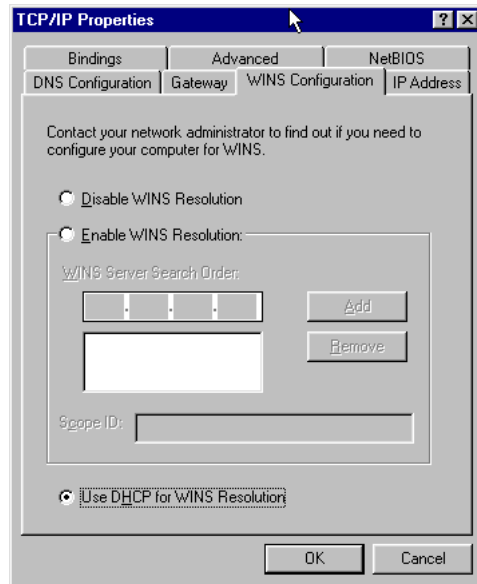 TCP/IP Properties
Bindings Advanced NetBIOS
DNS Configuration Gateway WINS Configuration IP Address
Contact your network administrator to find out if you need to
configure your computer for WINS.
Disable WINS Resolution
Enable WINS Resolution:
WINS Server Search Order:
Add
Remove
Scope ID:
Use DHCP for WINS Resolution
OK Cancel